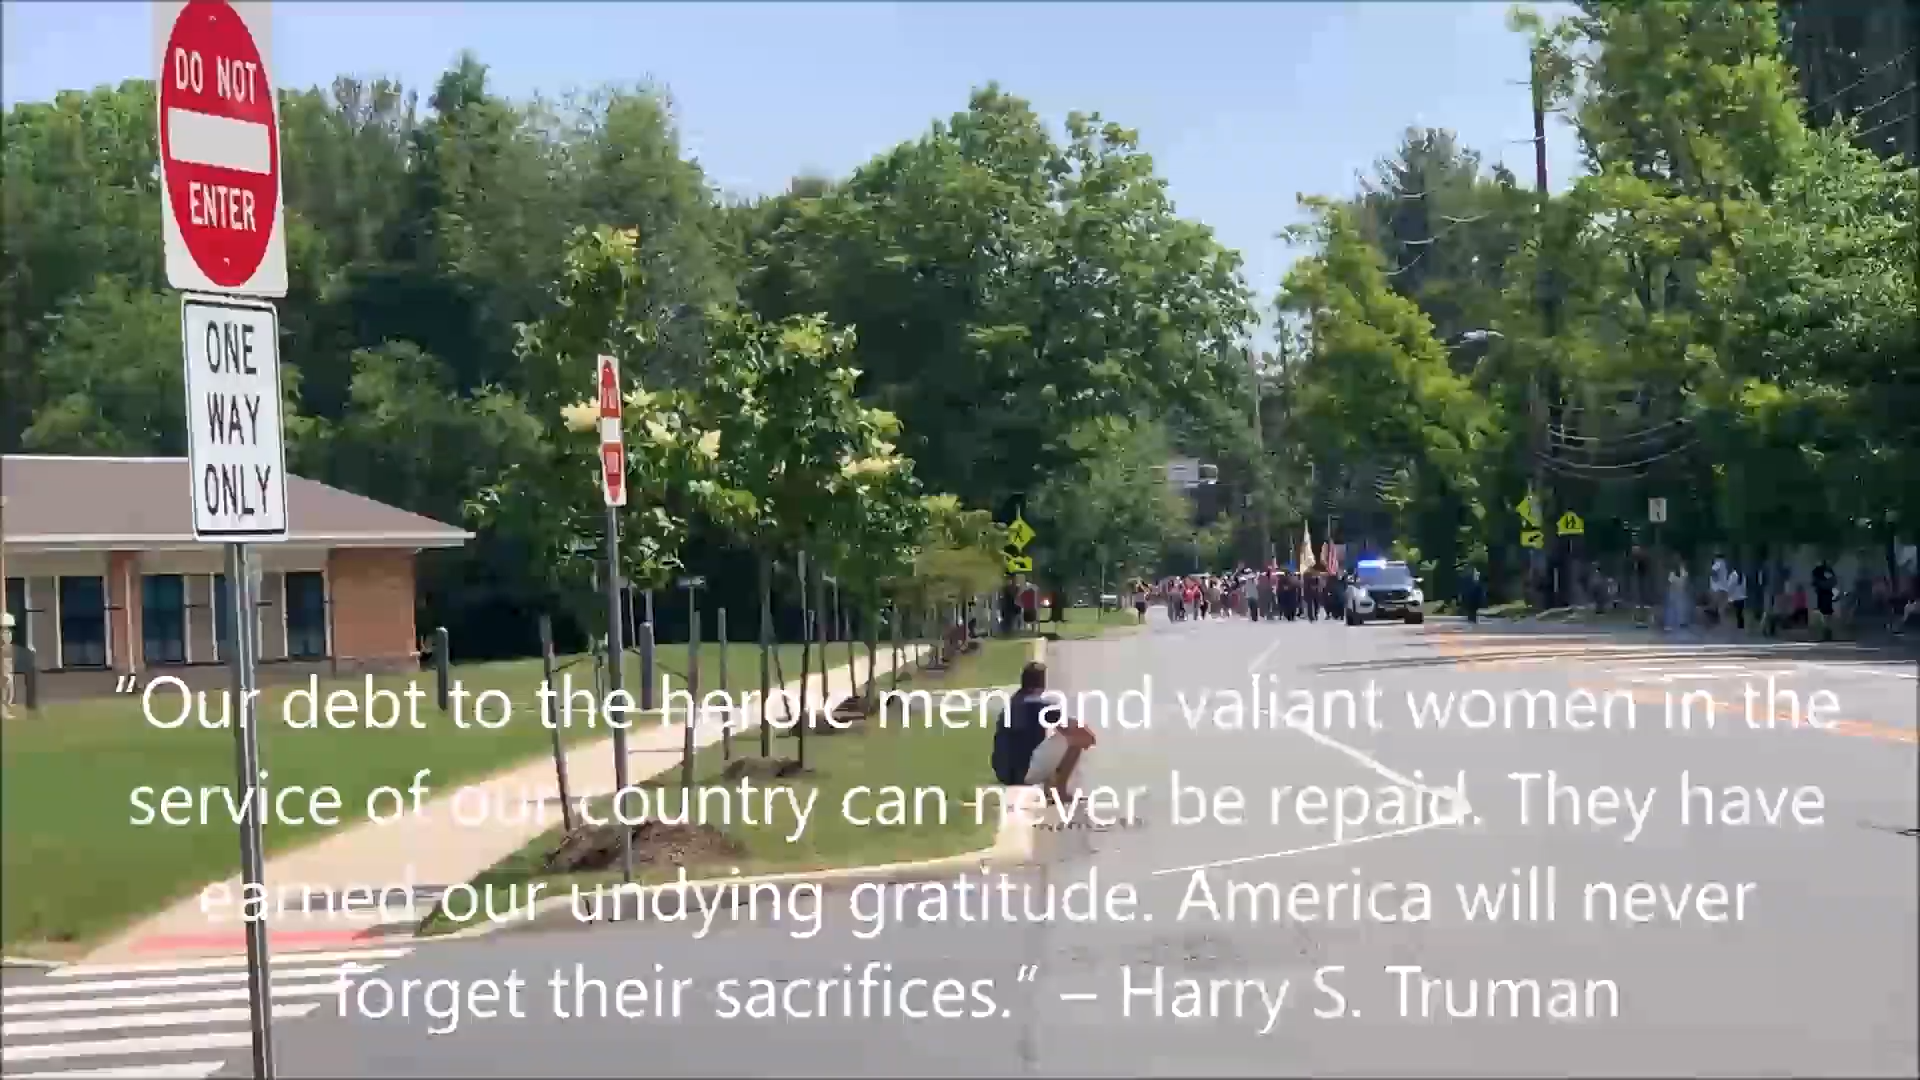 DO NOT
ENTER
ONE
WAY
ONLY
“Our debt to the heroic men and valiant women in the
service of our country can never be repaid. They have
earned our undying gratitude. America will never
forget their sacrifices.” – Harry S. Truman